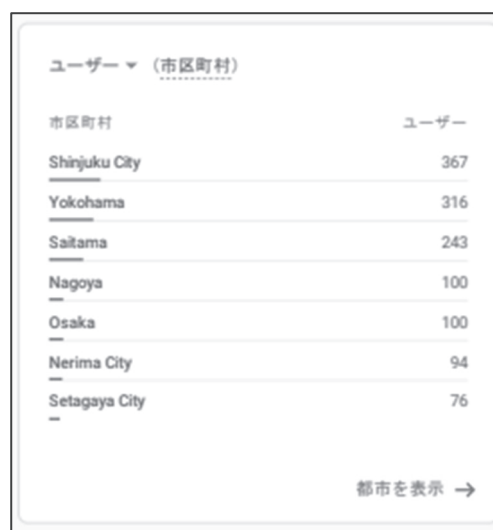 ユーザー ▼ （市区町村）
市区町村 ユーザー
Shinjuku City 367
Yokohama 316
Saitama 243
Nagoya 100
Osaka 100
Nerima City 94
Setagaya City 76
都市を表示 →